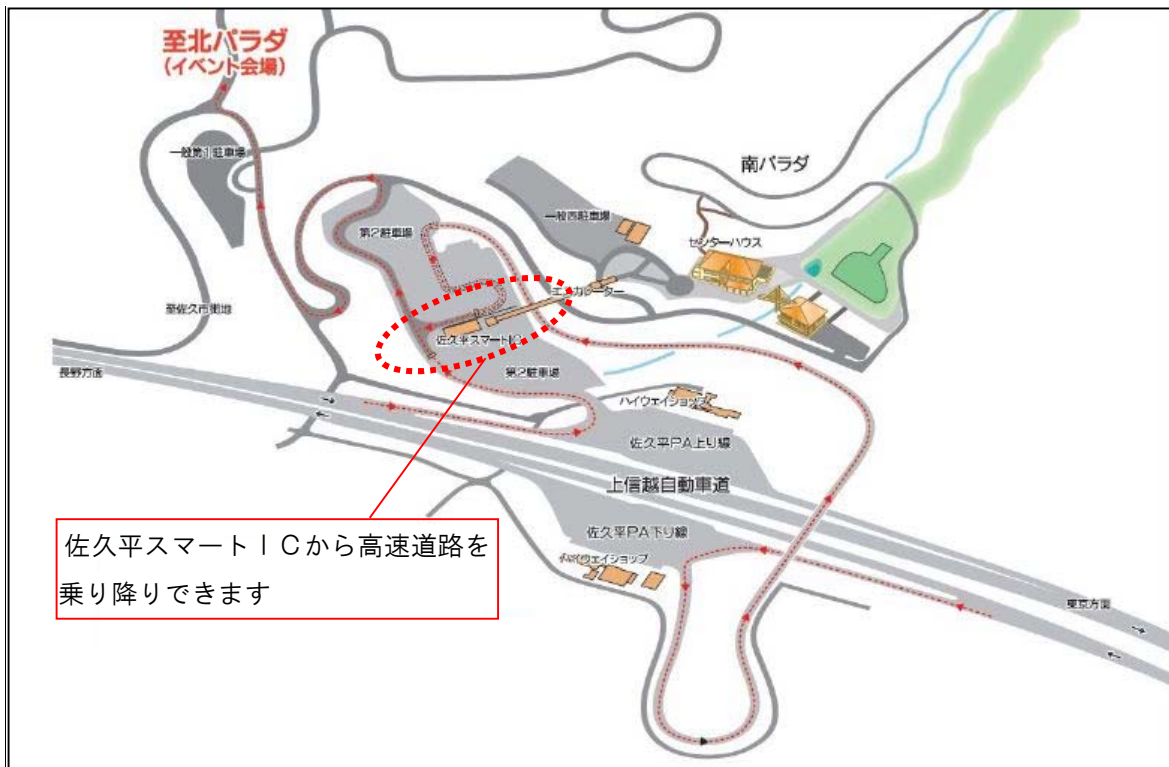 至北パラダ
(イベント会場)
一般第1駐車場
南パラダ
一般西駐車場
センターハウス
第2駐車場
エスカレーター
至佐久市街地
佐久平スマートIC
長野方面
第2駐車場
ハイウェイショップ
佐久平PA上り線
上信越自動車道
佐久平PA下り線
佐久平スマートICから高速道路を
乗り降りできます
ハイウェイショップ
東京方面